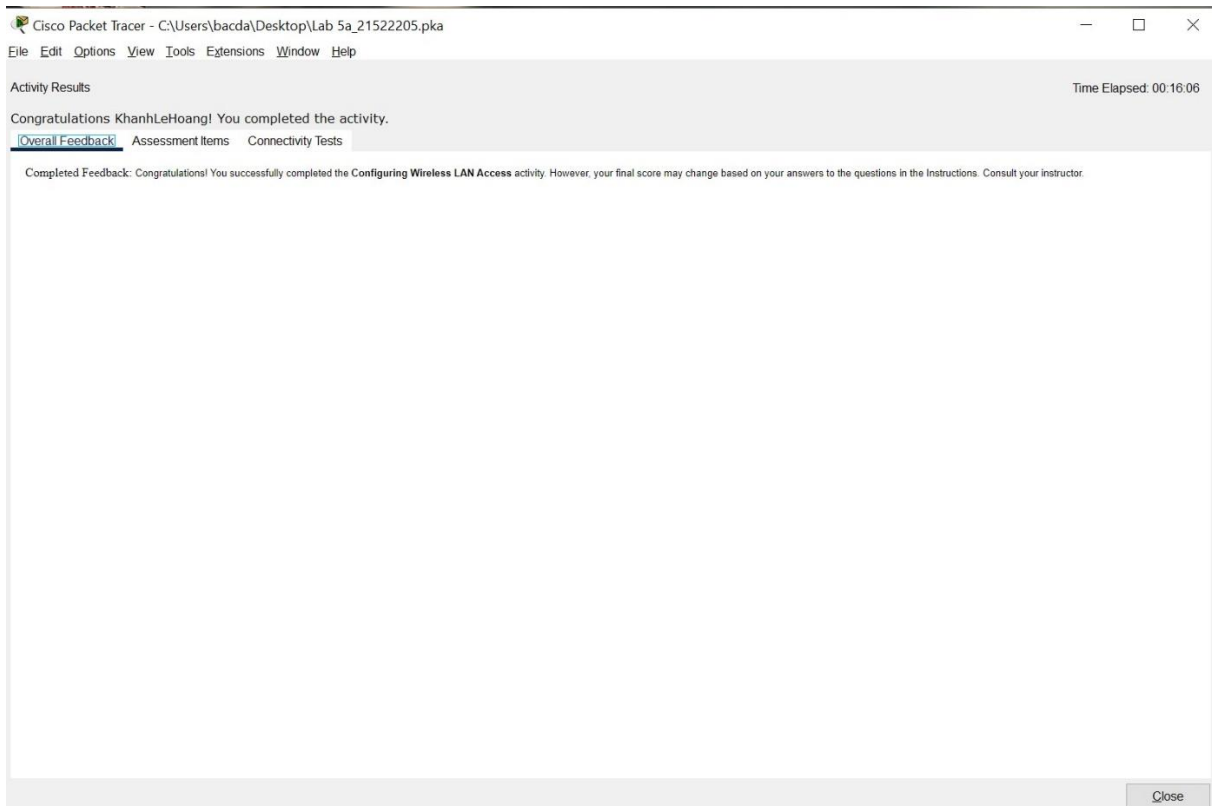 Cisco Packet Tracer - C:\Users\bacda\Desktop\Lab 5a_21522205.pka
File Edit Options View Tools Extensions Window Help
Activity Results Time Elapsed: 00:16:06
Congratulations KhanhLeHoang! You completed the activity.
Overall Feedback Assessment Items Connectivity Tests
Completed Feedback: Congratulations! You successfully completed the Configuring Wireless LAN Access activity. However, your final score may change based on your answers to the questions in the Instructions. Consult your instructor.
Close